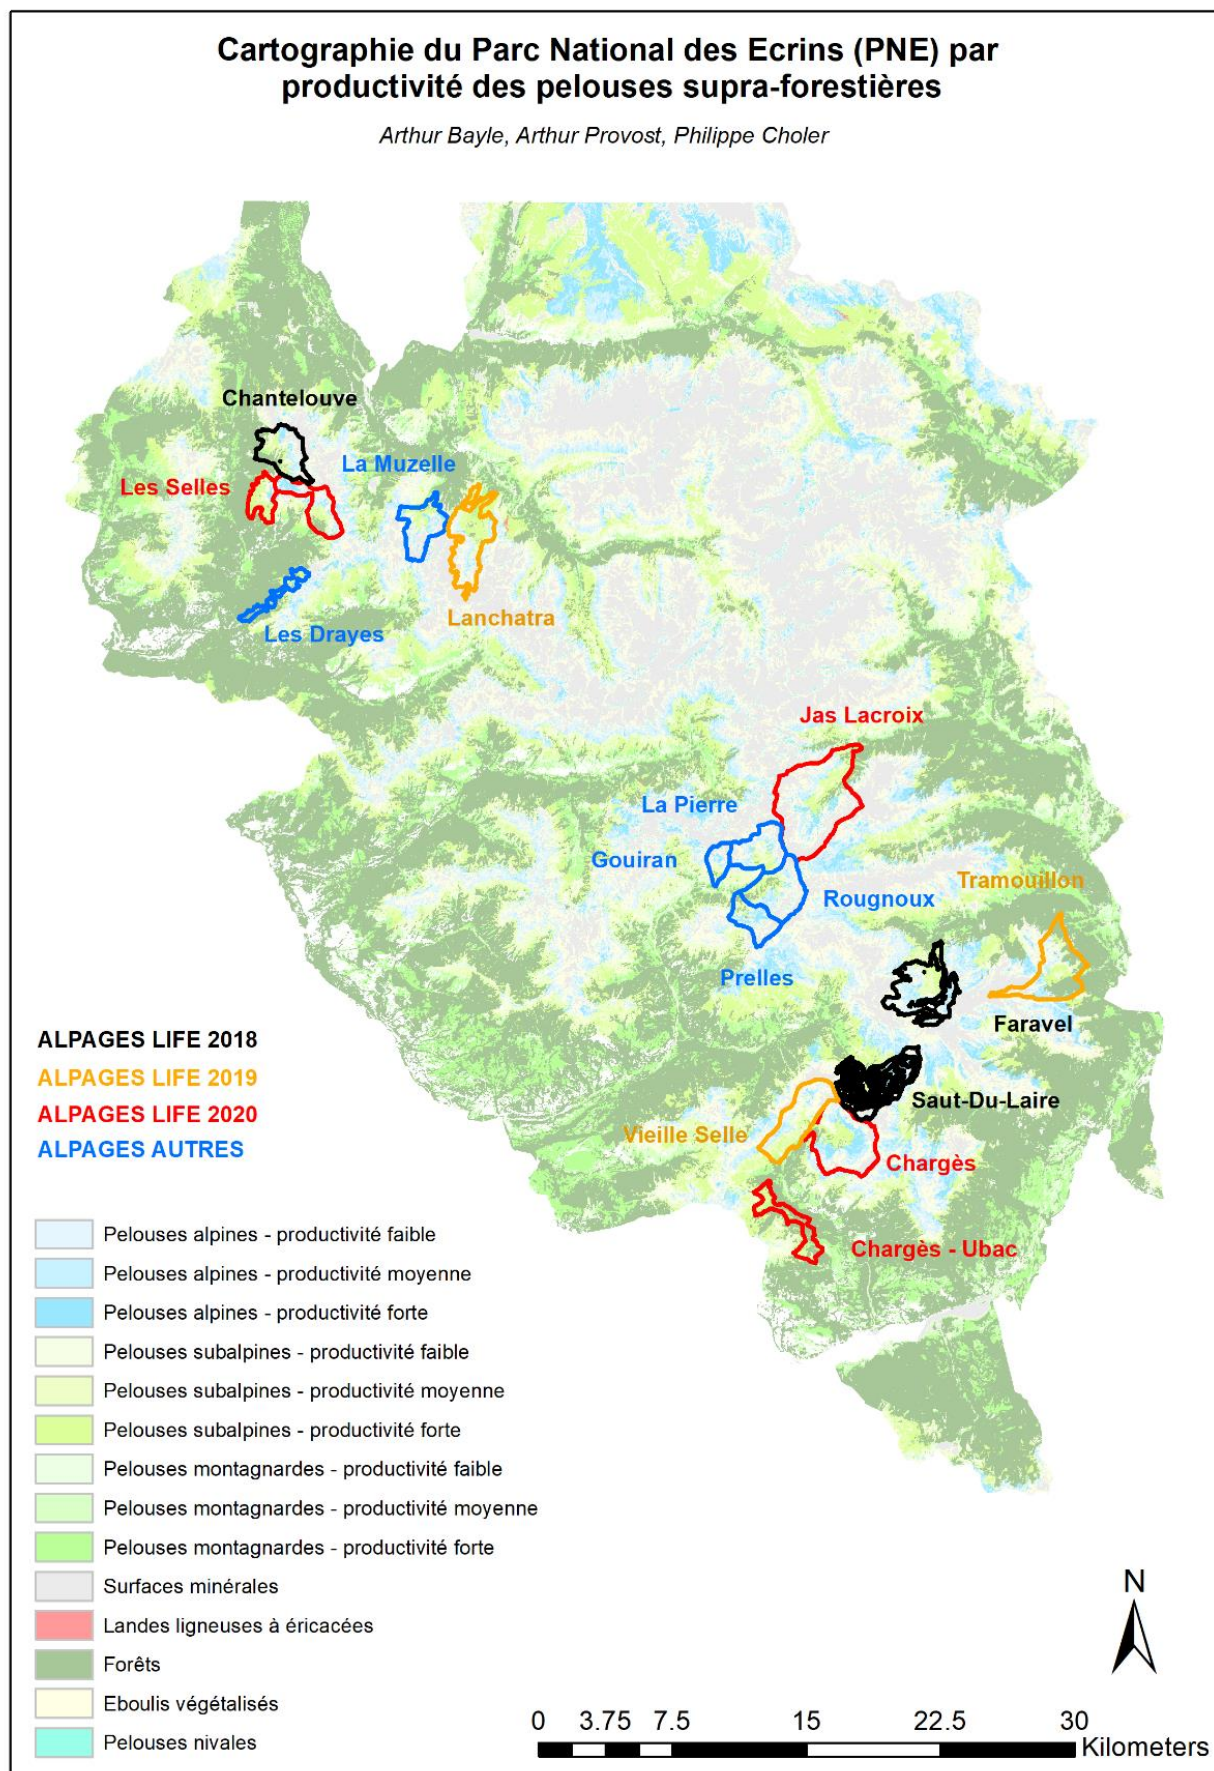 Cartographie du Parc National des Ecrins (PNE) par
productivité des pelouses supra-forestières
Arthur Bayle, Arthur Provost, Philippe Choler
Chantelouve
La Muzelle
Les Selles
Lanchatra
Les Drayes
Jas Lacroix
La Pierre
Gouiran
Tramouillon
Rougnoux
Prelles
Faravel
Saut-Du-Laire
Vieille Selle
Chargès
Chargès - Ubac
ALPAGES LIFE 2018
ALPAGES LIFE 2019
ALPAGES LIFE 2020
ALPAGES AUTRES
Pelouses alpines - productivité faible
Pelouses alpines - productivité moyenne
Pelouses alpines - productivité forte
Pelouses subalpines - productivité faible
Pelouses subalpines - productivité moyenne
Pelouses subalpines - productivité forte
Pelouses montagnardes - productivité faible
Pelouses montagnardes - productivité moyenne
Pelouses montagnardes - productivité forte
Surfaces minérales
Landes ligneuses à éricacées
Forêts
Eboulis végétalisés
Pelouses nivales
N
0 3.75 7.5 15 22.5 30
Kilometers